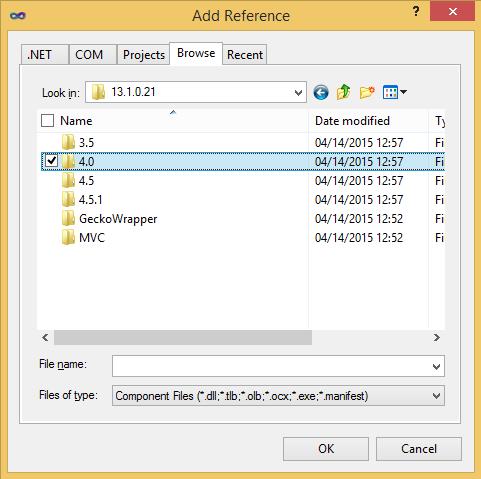 Add Reference
? ×
.NET COM Projects Browse Recent
Look in: 13.1.0.21
Name Date modified Ty
3.5 04/14/2015 12:57 Fi
4.0 04/14/2015 12:57 Fi
4.5 04/14/2015 12:57 Fi
4.5.1 04/14/2015 12:57 Fi
GeckoWrapper 04/14/2015 12:52 Fi
MVC 04/14/2015 12:52 Fi
File name:
Files of type: Component Files (*.dll;*.tlb;*.olb;*.ocx;*.exe;*.manifest)
OK Cancel